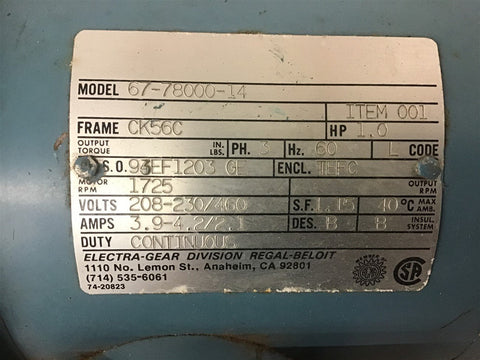 MODEL 67-78000-14
ITEM 001
FRAME CK56C HP 1.0
OUTPUT TORQUE IN. LBS. PH. 3 Hz. 60 L CODE
S.O. 93EF1203 GE ENCL. TEFC
MOTOR RPM 1725 OUTPUT RPM
VOLTS 208-230/460 S.F. 1.15 40 °C MAX AMB.
AMPS 3.9-4.2/2.1 DES. B B INSUL. SYSTEM
DUTY CONTINUOUS
ELECTRA-GEAR DIVISION REGAL-BELOIT
1110 No. Lemon St., Anaheim, CA 92801
(714) 535-6061
74-20823